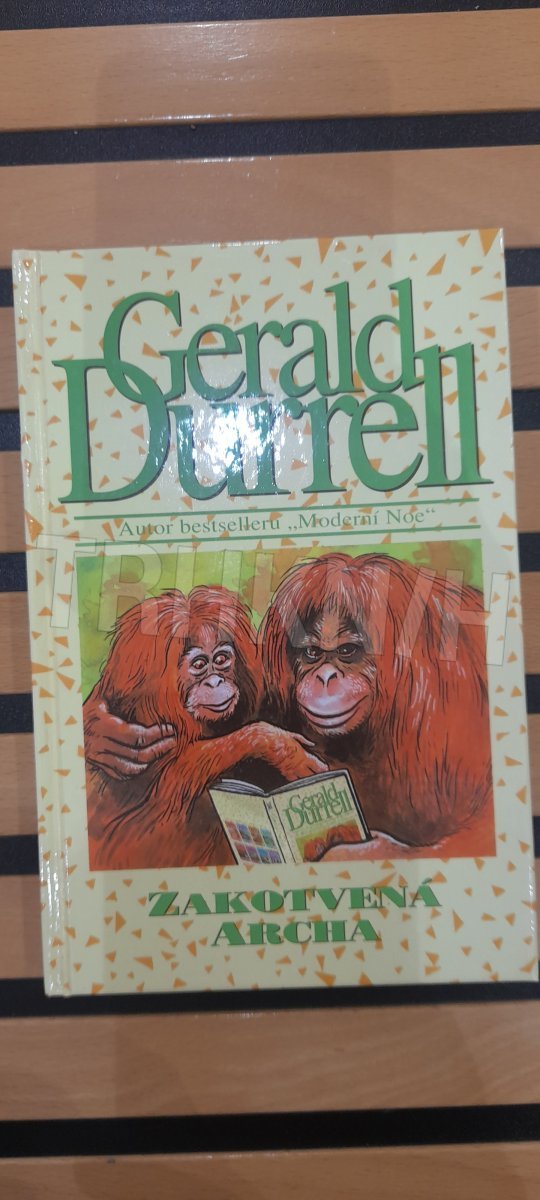 Gerald
Durrell
Autor bestselleru „Moderní Noe“
Gerald
Durrell
ZAKOTVENÁ
ARCHA